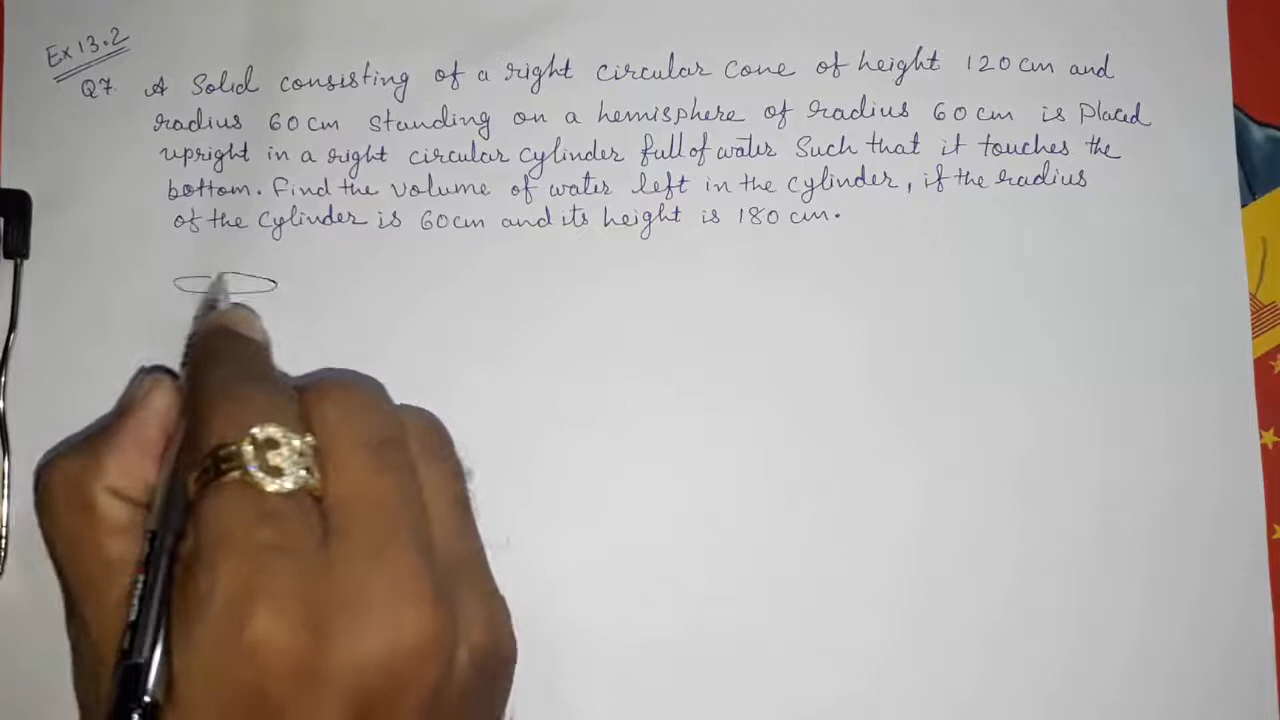 Ex 13.2
Q7. A Solid consisting of a right circular cone of height 120 cm and
radius 60 cm standing on a hemisphere of radius 60 cm is Placed
upright in a right circular cylinder full of water Such that it touches the
bottom. Find the volume of water left in the cylinder, if the radius
of the cylinder is 60 cm and its height is 180 cm.